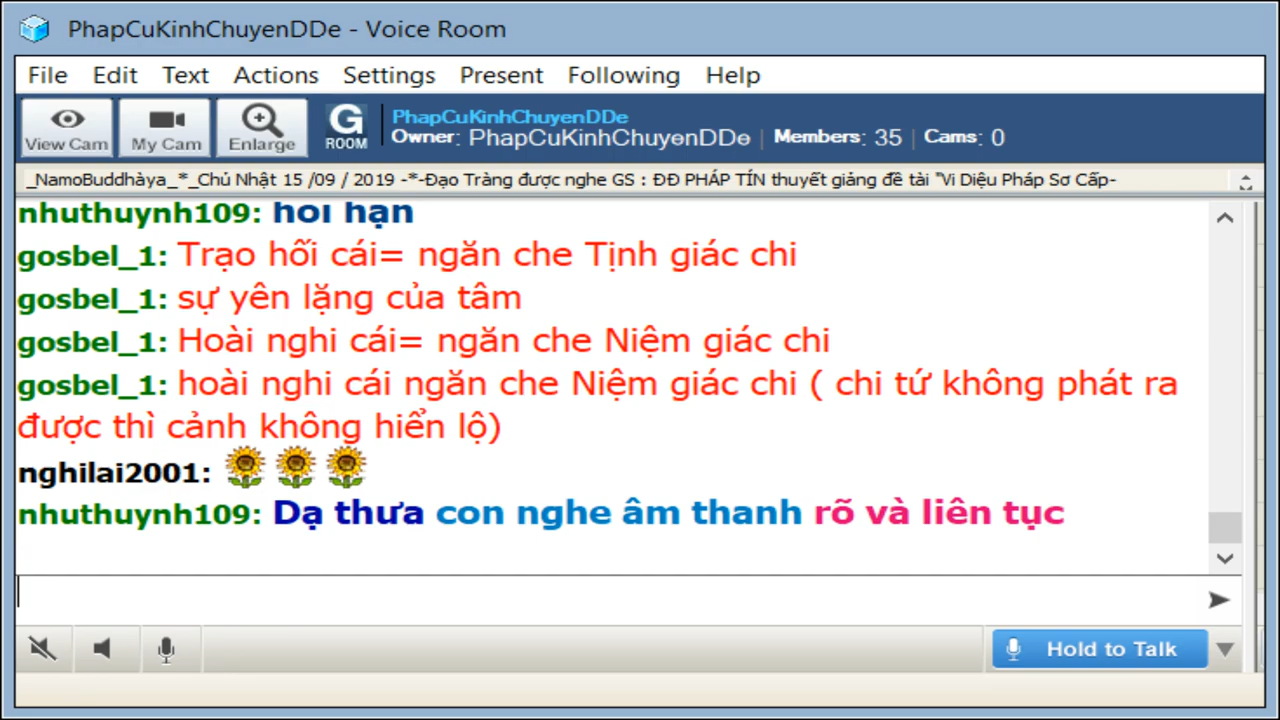 PhapCuKinhChuyenDDe - Voice Room
File Edit Text Actions Settings Present Following Help
View Cam My Cam Enlarge G ROOM
PhapCuKinhChuyenDDe
Owner: PhapCuKinhChuyenDDe | Members: 35 | Cams: 0
_NamoBuddhàya_*_Chủ Nhật 15 /09 / 2019 -*-Đạo Tràng được nghe GS : ĐĐ PHÁP TÍN thuyết giảng đề tài "Vi Diệu Pháp Sơ Cấp-
nhuthuynh109: hối hận
gosbel_1: Trạo hối cái= ngăn che Tịnh giác chi
gosbel_1: sự yên lặng của tâm
gosbel_1: Hoài nghi cái= ngăn che Niệm giác chi
gosbel_1: hoài nghi cái ngăn che Niệm giác chi ( chi tứ không phát ra
được thì cảnh không hiển lộ)
nghilai2001:
nhuthuynh109: Dạ thưa con nghe âm thanh rõ và liên tục
Hold to Talk